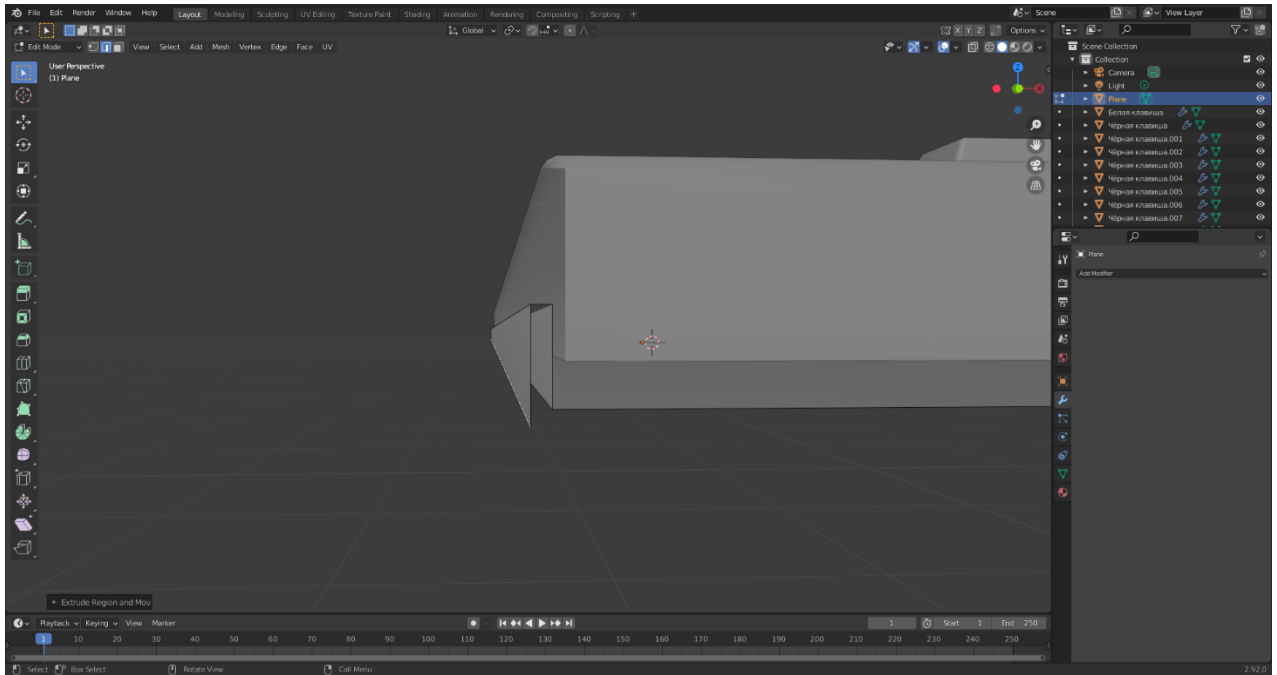 File Edit Render Window Help Layout Modeling Sculpting UV Editing Texture Paint Shading Animation Rendering Compositing Scripting + Scene View Layer
Global X Y Z Options
Edit Mode View Select Add Mesh Vertex Edge Face UV
User Perspective
(1) Plane
Z
Scene Collection
Collection
Camera
Light
Plane
Белая клавиша
Чёрная клавиша
Чёрная клавиша.001
Чёрная клавиша.002
Чёрная клавиша.003
Чёрная клавиша.004
Чёрная клавиша.005
Чёрная клавиша.006
Чёрная клавиша.007
Plane
Add Modifier
Extrude Region and Mov
Playback Keying View Marker 1 Start 1 End 250
1 10 20 30 40 50 60 70 80 90 100 110 120 130 140 150 160 170 180 190 200 210 220 230 240 250
Select Box Select Rotate View Call Menu 2.92.0